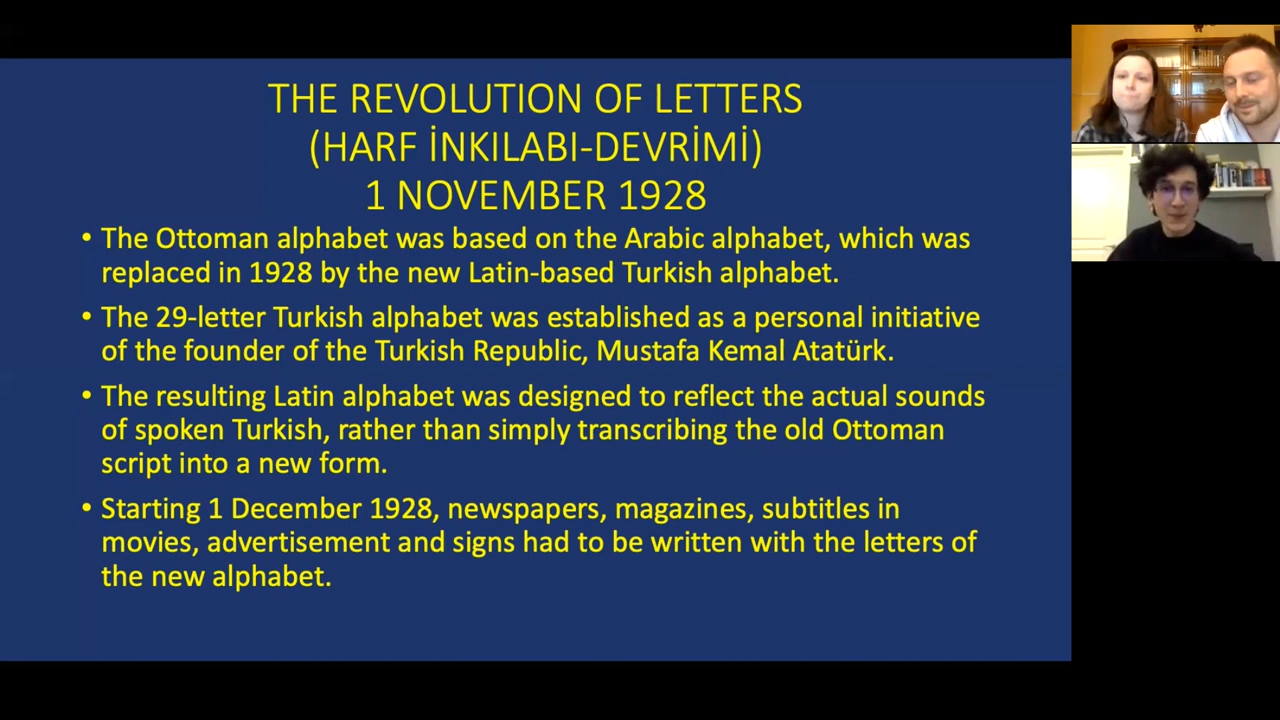 THE REVOLUTION OF LETTERS
(HARF İNKILABI-DEVRİMİ)
1 NOVEMBER 1928
• The Ottoman alphabet was based on the Arabic alphabet, which was
replaced in 1928 by the new Latin-based Turkish alphabet.
• The 29-letter Turkish alphabet was established as a personal initiative
of the founder of the Turkish Republic, Mustafa Kemal Atatürk.
• The resulting Latin alphabet was designed to reflect the actual sounds
of spoken Turkish, rather than simply transcribing the old Ottoman
script into a new form.
• Starting 1 December 1928, newspapers, magazines, subtitles in
movies, advertisement and signs had to be written with the letters of
the new alphabet.